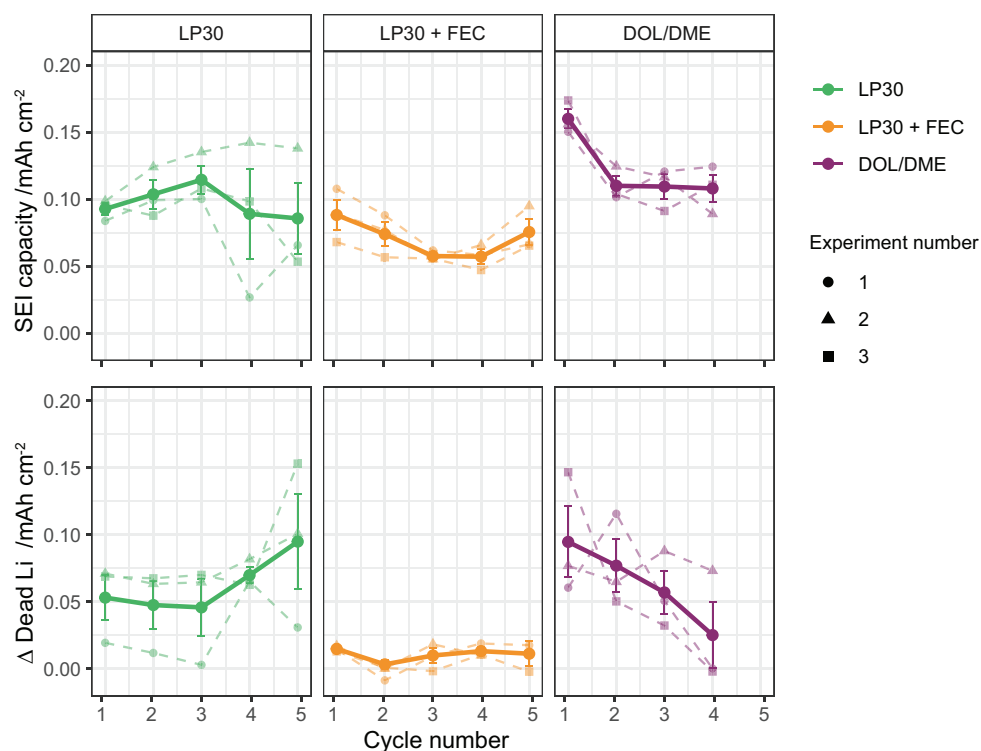 LP30 LP30 + FEC DOL/DME
SEI capacity /mAh cm⁻²
0.20
0.15
0.10
0.05
0.00
Δ Dead Li /mAh cm⁻²
0.20
0.15
0.10
0.05
0.00
1 2 3 4 5 1 2 3 4 5 1 2 3 4 5
Cycle number
LP30
LP30 + FEC
DOL/DME
Experiment number
1
2
3